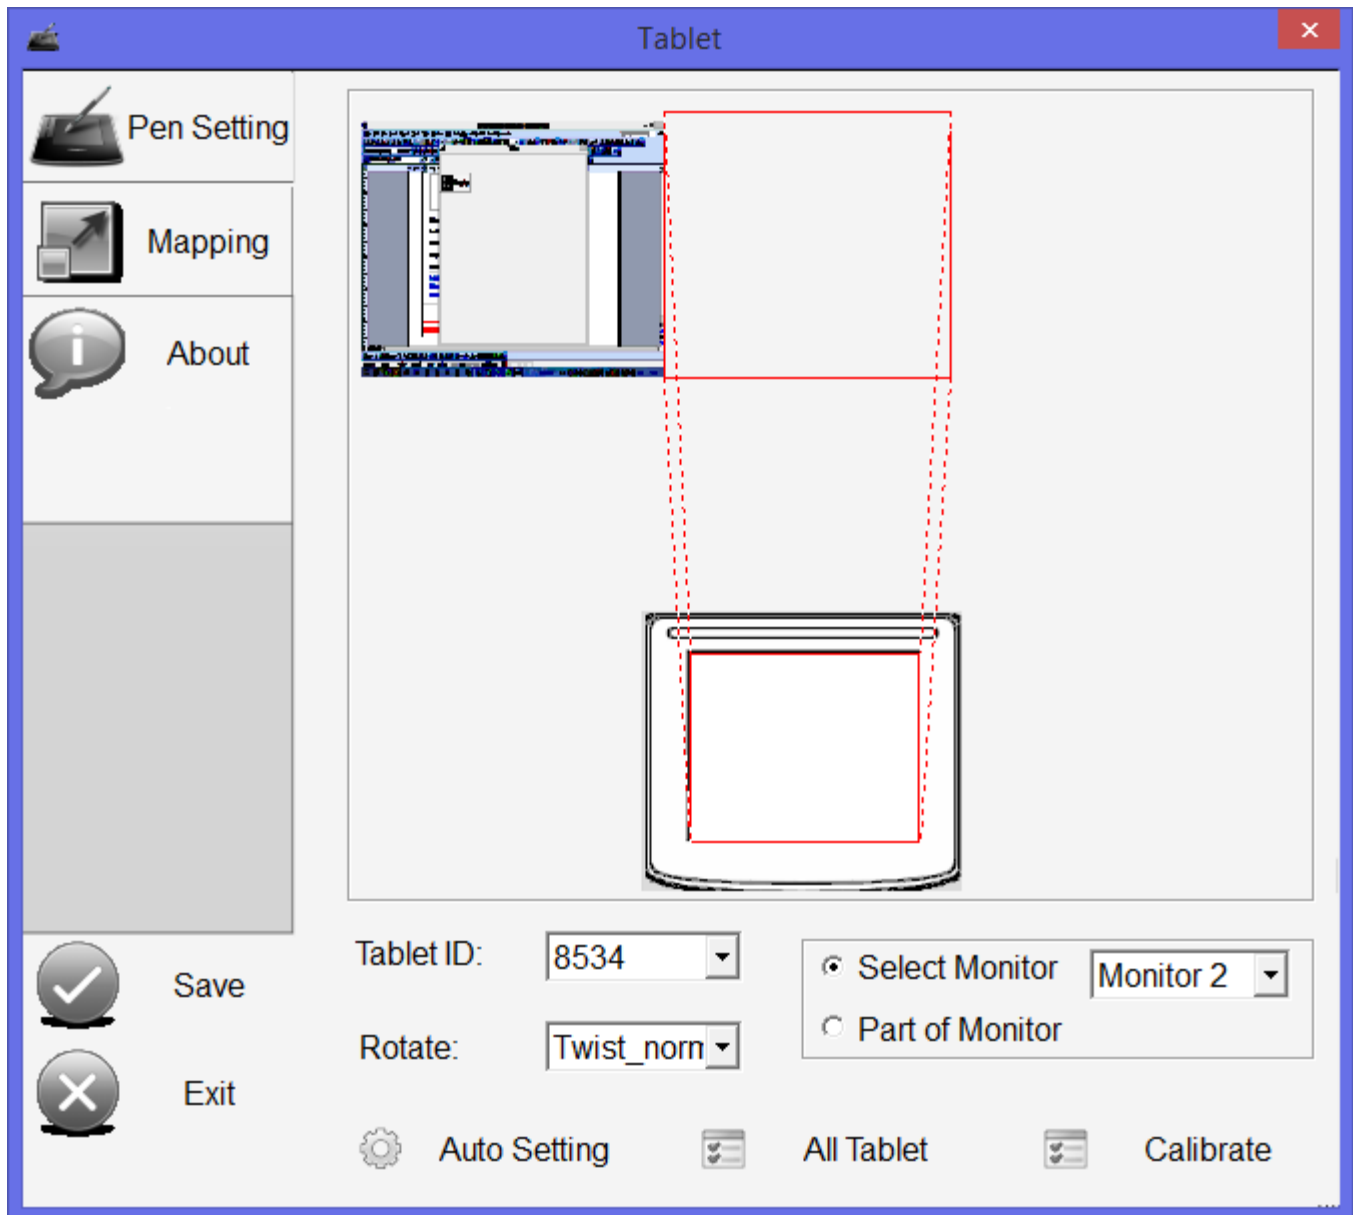 Tablet
Pen Setting
Mapping
About
Save
Exit
Tablet ID:
8534
Rotate:
Twist_norm
Select Monitor
Monitor 2
Part of Monitor
Auto Setting
All Tablet
Calibrate